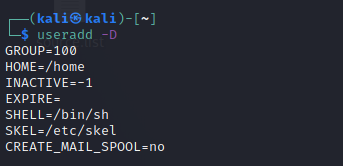 ┌──(kali㉿kali)-[~]
└─$ useradd -D
GROUP=100
HOME=/home
INACTIVE=-1
EXPIRE=
SHELL=/bin/sh
SKEL=/etc/skel
CREATE_MAIL_SPOOL=no